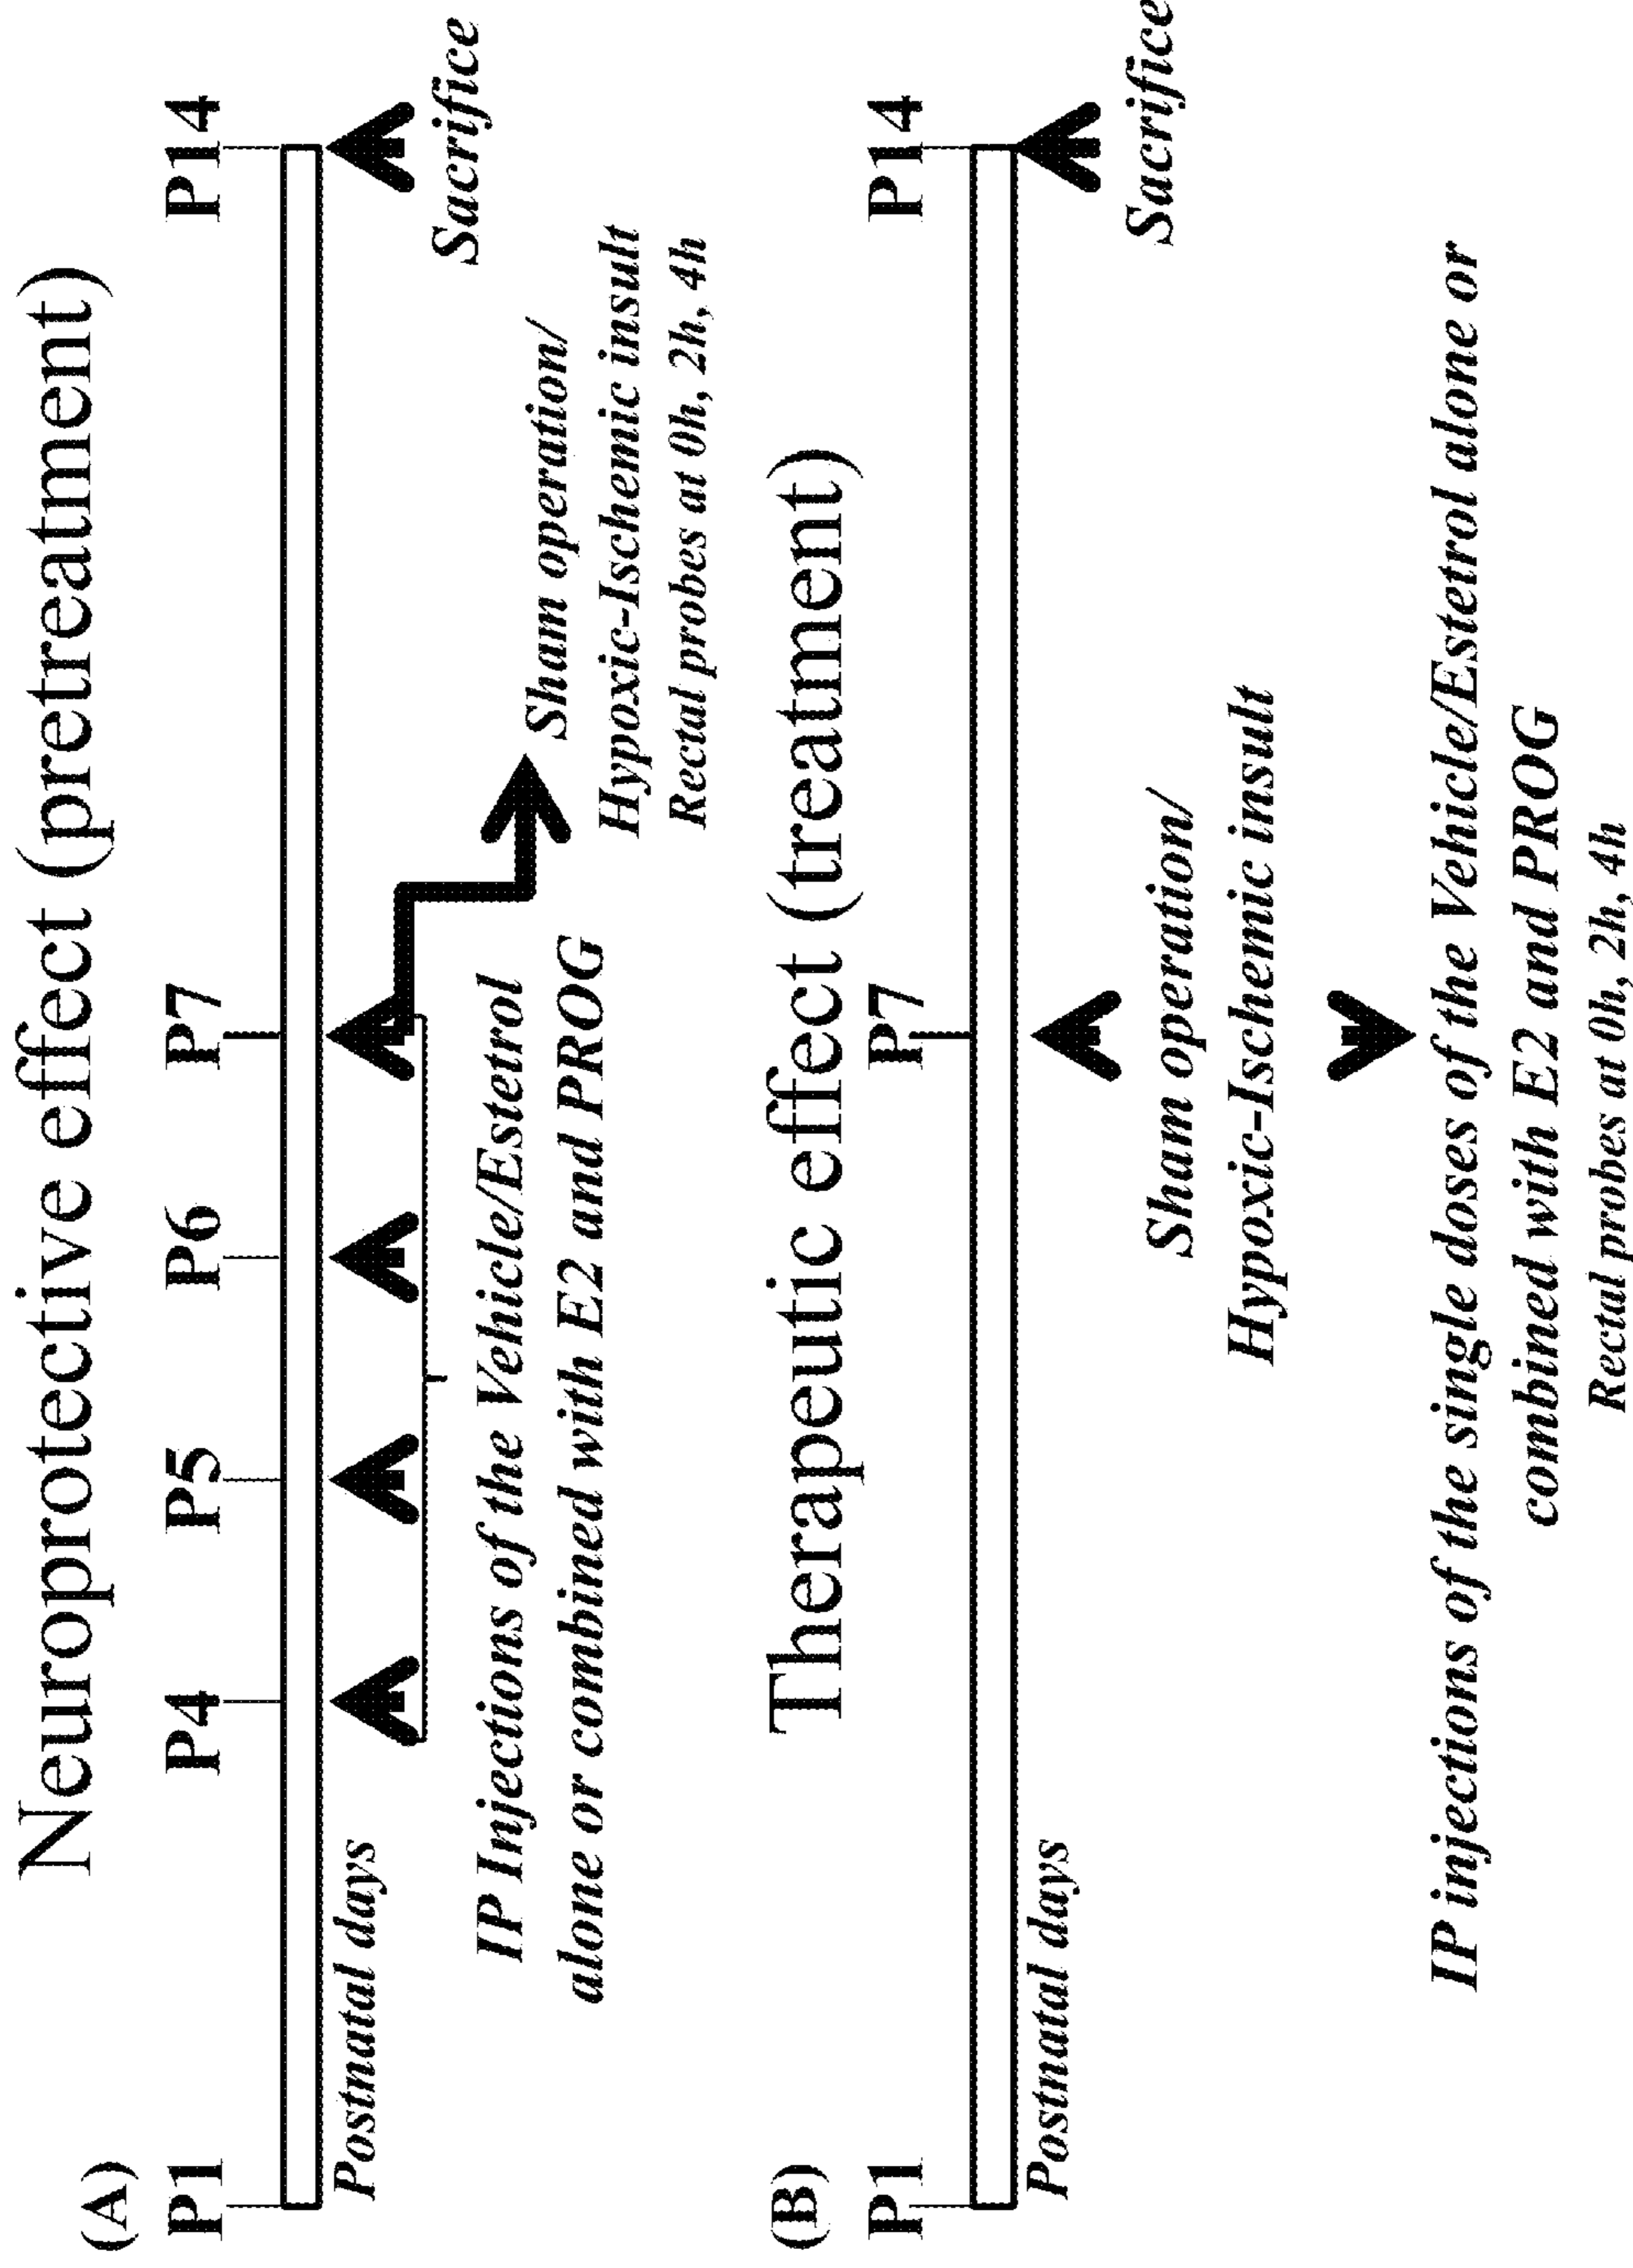 Neuroprotective effect (pretreatment)
(A)
P1 P4 P5 P6 P7 P14
Postnatal days
Sacrifice
IP Injections of the Vehicle/Estetrol
alone or combined with E2 and PROG
Sham operation/
Hypoxic-Ischemic insult
Rectal probes at 0h, 2h, 4h
Therapeutic effect (treatment)
(B)
P1 P7 P14
Postnatal days
Sacrifice
Sham operation/
Hypoxic-Ischemic insult
IP injections of the single doses of the Vehicle/Estetrol alone or
combined with E2 and PROG
Rectal probes at 0h, 2h, 4h